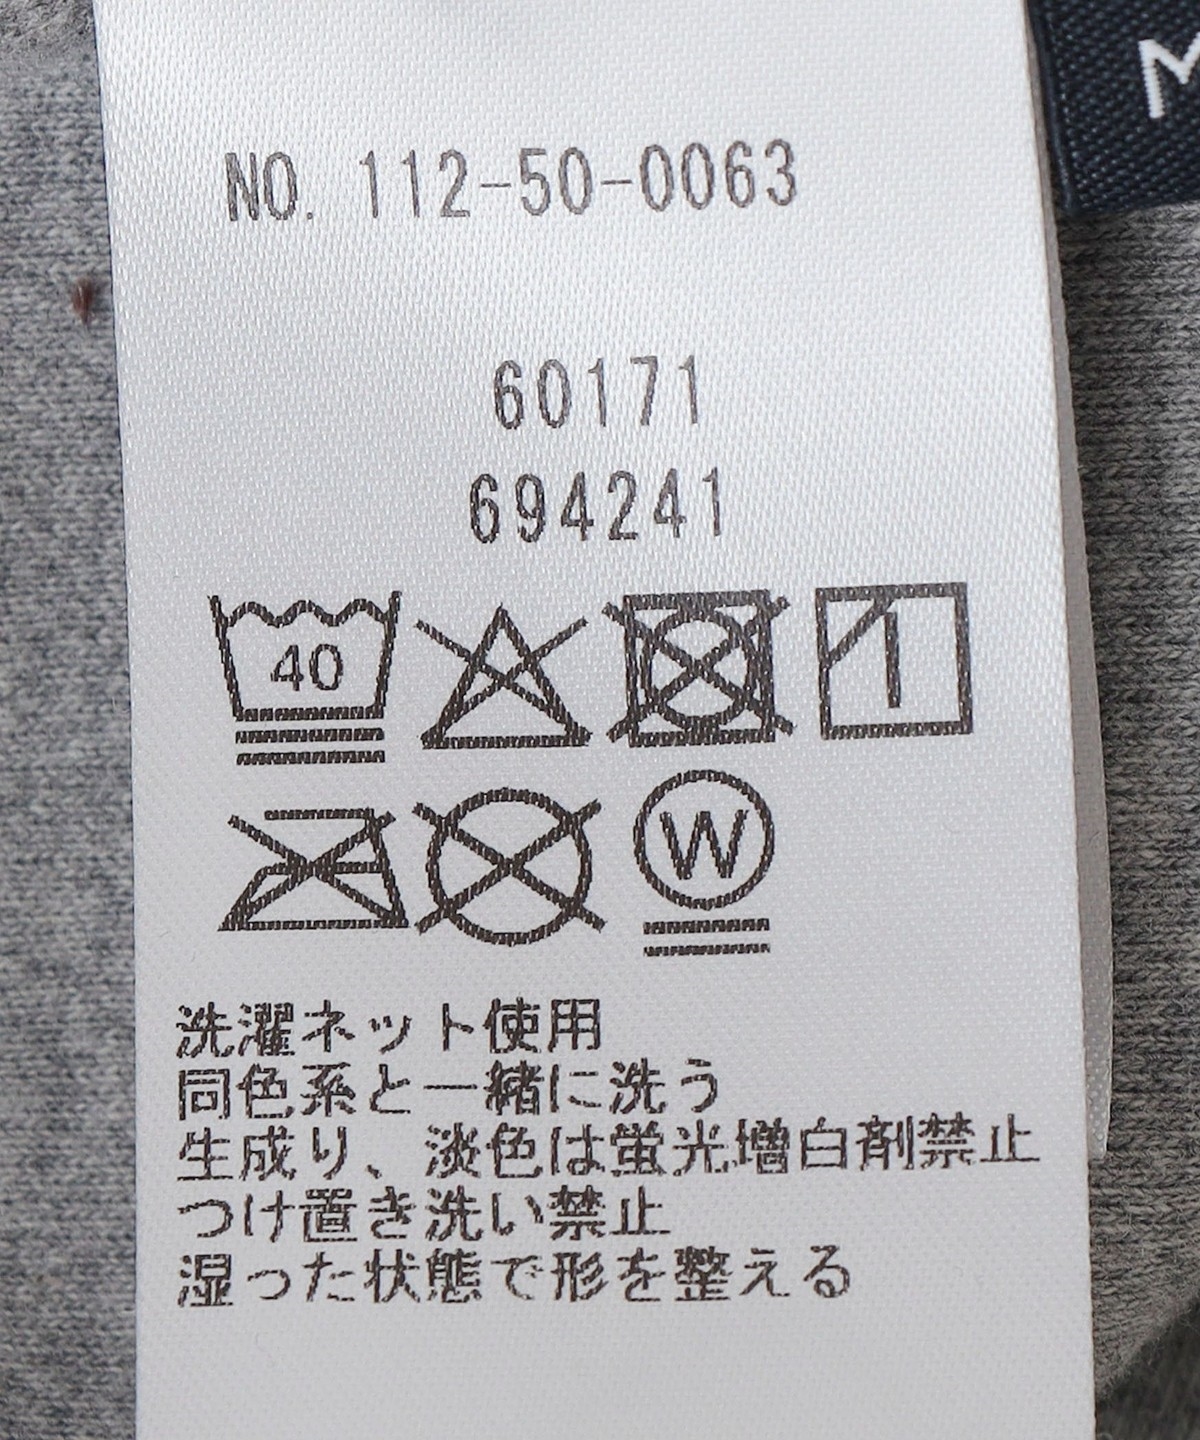 NO. 112-50-0063
M
60171
694241
40
W
洗濯ネット使用
同色系と一緒に洗う
生成り、淡色は蛍光増白剤禁止
つけ置き洗い禁止
湿った状態で形を整える